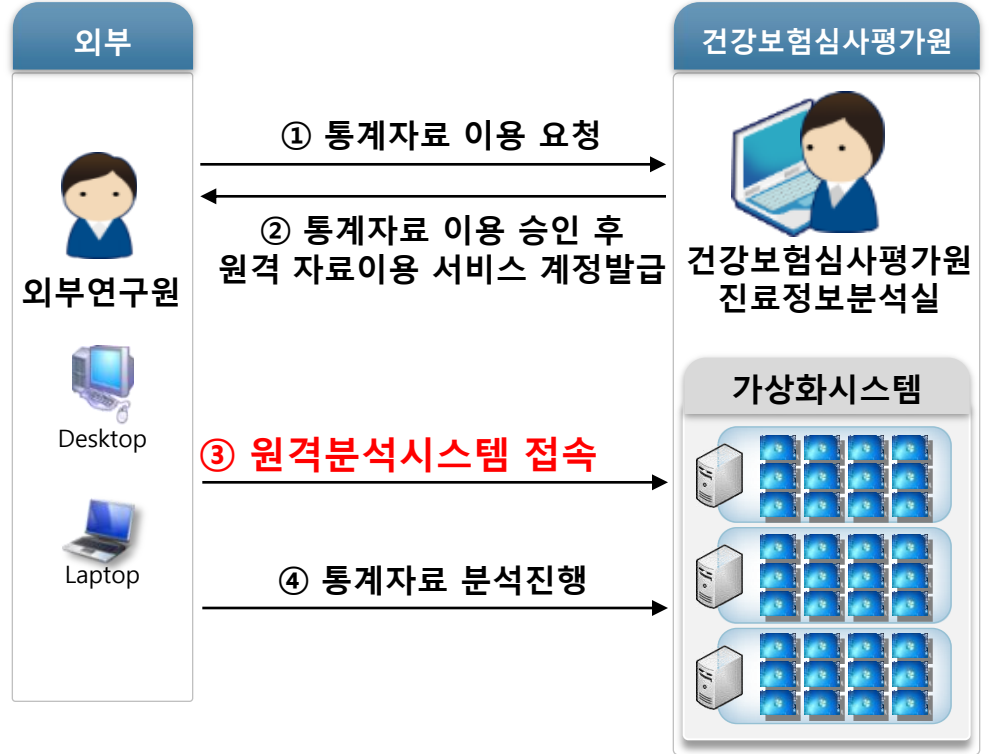 외부
건강보험심사평가원
① 통계자료 이용 요청
② 통계자료 이용 승인 후
원격 자료이용 서비스 계정발급
외부연구원
건강보험심사평가원
진료정보분석실
가상화시스템
Desktop
③ 원격분석시스템 접속
Laptop
④ 통계자료 분석진행